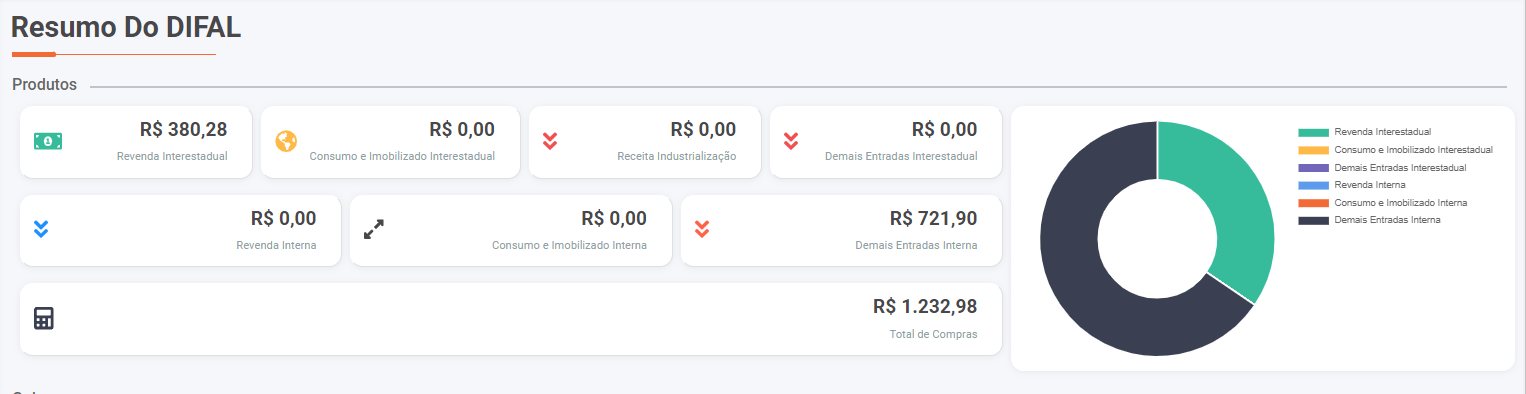 Resumo Do DIFAL
Produtos
R$ 380,28
Revenda Interestadual
R$ 0,00
Consumo e Imobilizado Interestadual
R$ 0,00
Receita Industrialização
R$ 0,00
Demais Entradas Interestadual
R$ 0,00
Revenda Interna
R$ 0,00
Consumo e Imobilizado Interna
R$ 721,90
Demais Entradas Interna
R$ 1.232,98
Total de Compras
Revenda Interestadual
Consumo e Imobilizado Interestadual
Demais Entradas Interestadual
Revenda Interna
Consumo e Imobilizado Interna
Demais Entradas Interna